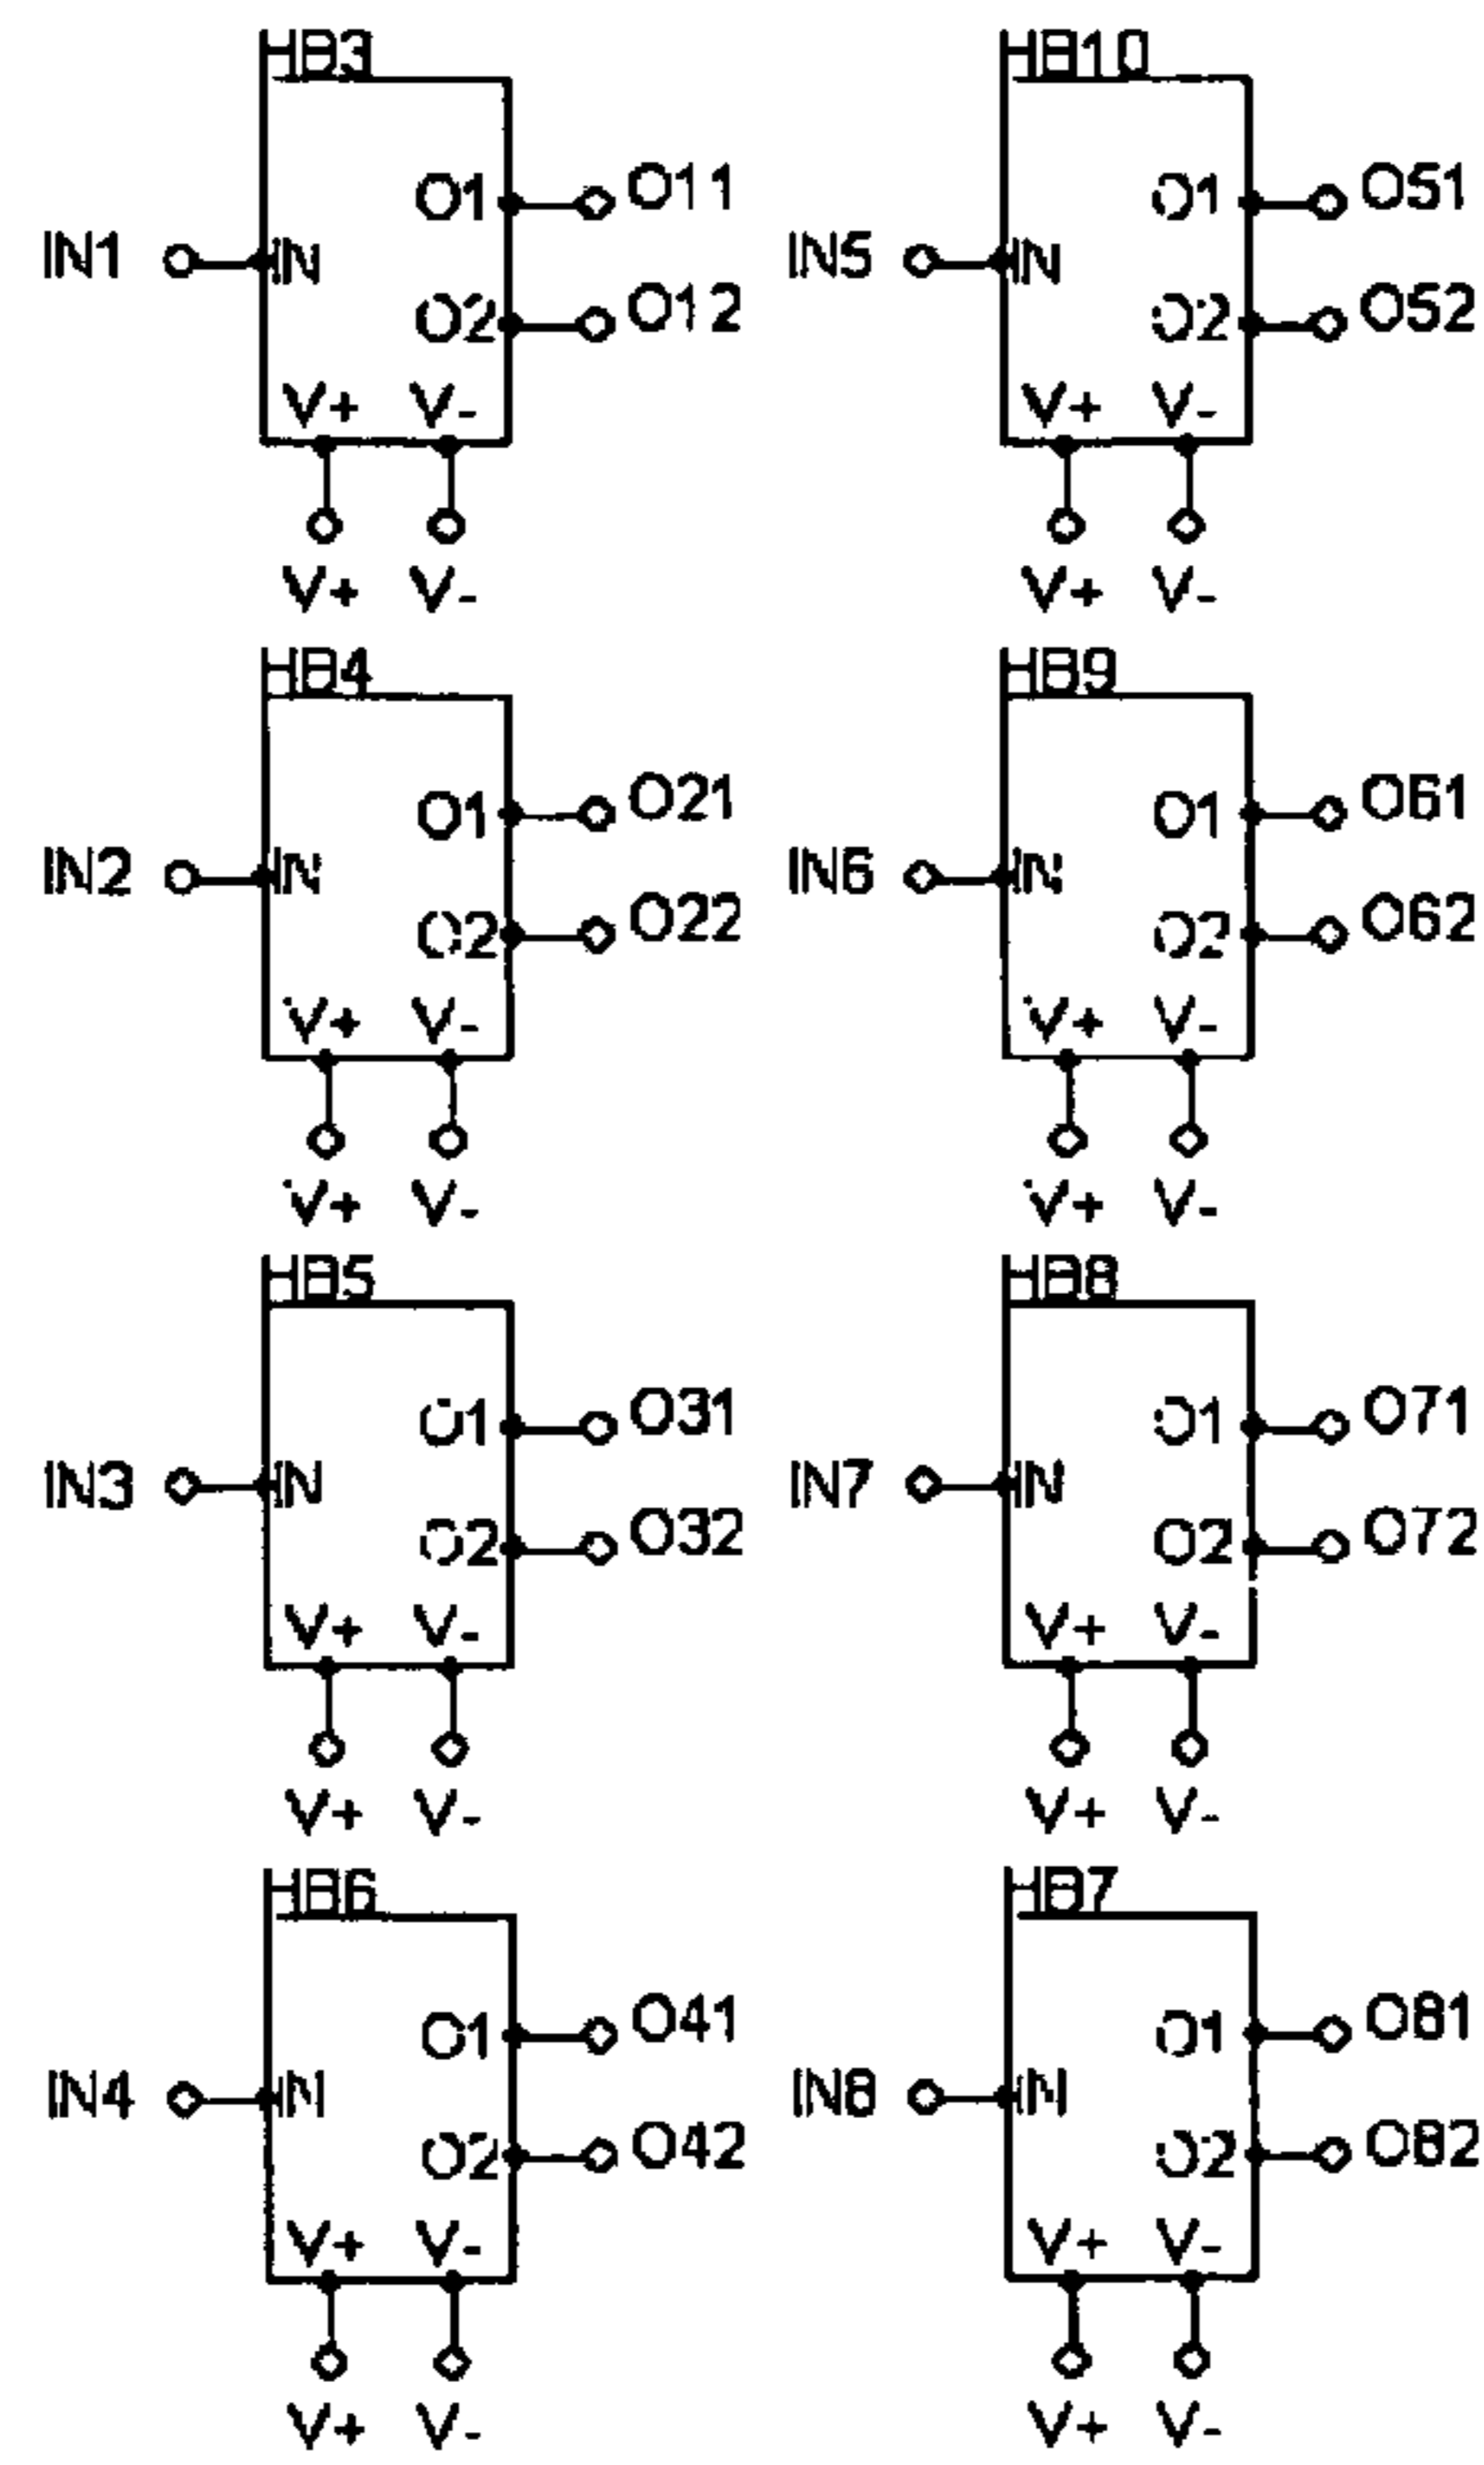 HB3
O1 O11
IN1 IN
O2 O12
V+ V-
V+ V-
HB4
O1 O21
IN2 IN
O2 O22
V+ V-
V+ V-
HB5
O1 O31
IN3 IN
O2 O32
V+ V-
V+ V-
HB6
O1 O41
IN4 IN
O2 O42
V+ V-
V+ V-
HB10
O1 O51
IN5 IN
O2 O52
V+ V-
V+ V-
HB9
O1 O61
IN6 IN
O2 O62
V+ V-
V+ V-
HB8
O1 O71
IN7 IN
O2 O72
V+ V-
V+ V-
HB7
O1 O81
IN8 IN
O2 O82
V+ V-
V+ V-